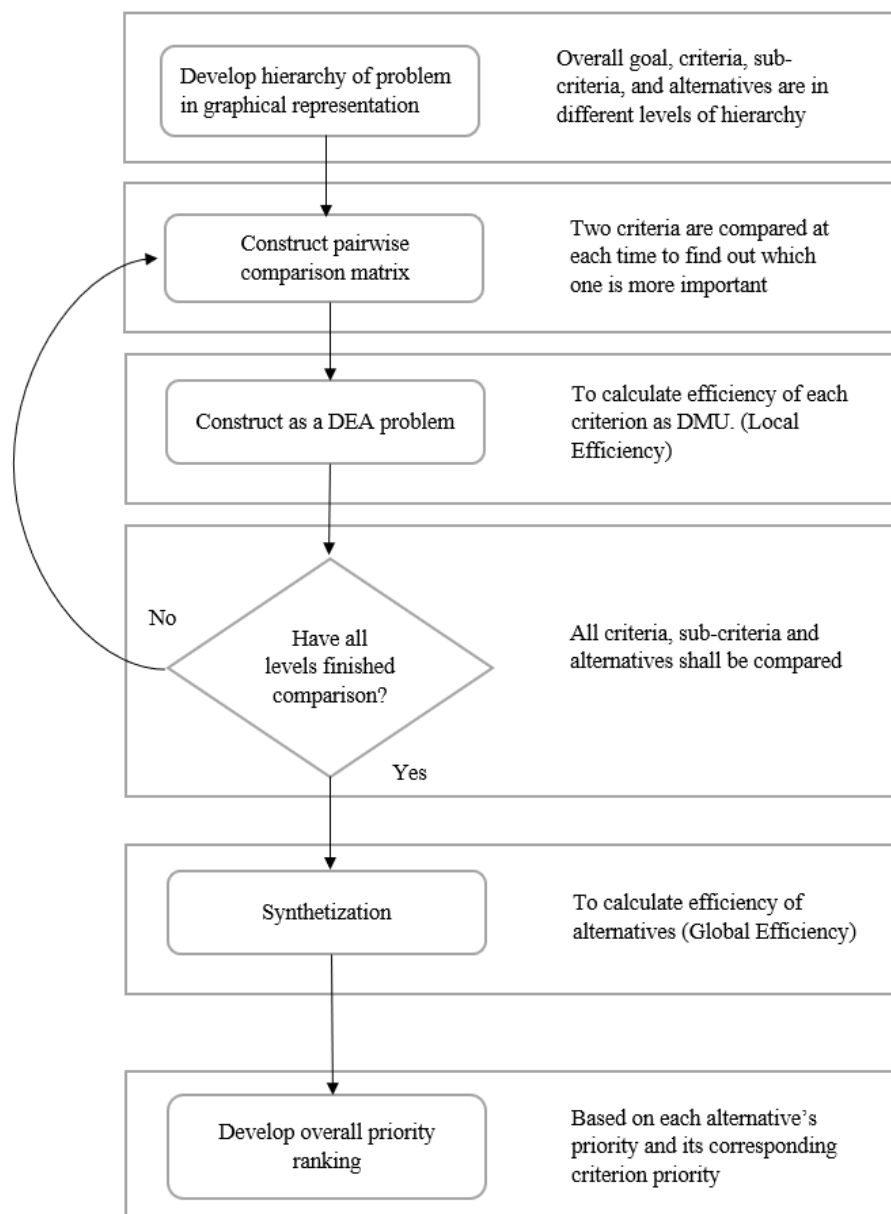 Develop hierarchy of problem
in graphical representation
Overall goal, criteria, sub-
criteria, and alternatives are in
different levels of hierarchy
Construct pairwise
comparison matrix
Two criteria are compared at
each time to find out which
one is more important
Construct as a DEA problem
To calculate efficiency of each
criterion as DMU. (Local
Efficiency)
No
Have all
levels finished
comparison?
All criteria, sub-criteria and
alternatives shall be compared
Yes
Synthetization
To calculate efficiency of
alternatives (Global Efficiency)
Develop overall priority
ranking
Based on each alternative’s
priority and its corresponding
criterion priority